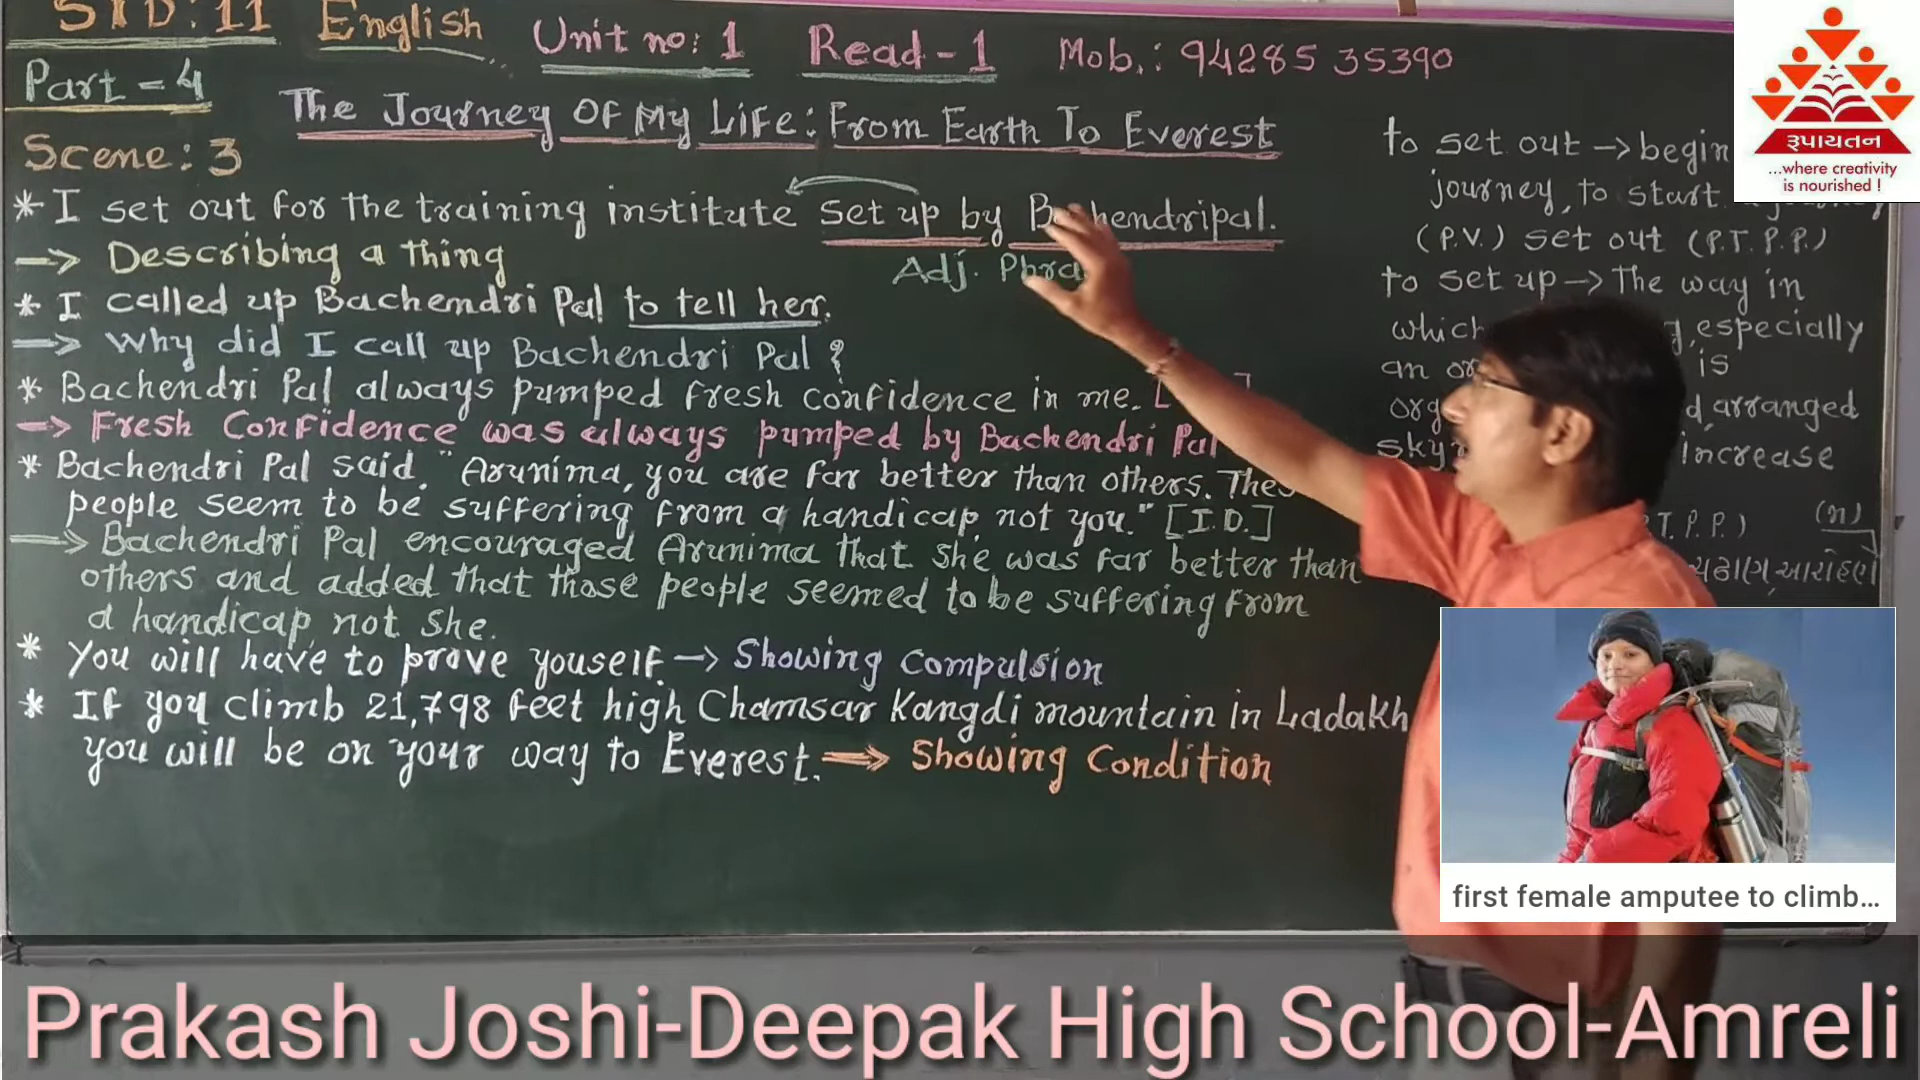 STD: 11 English Unit no: 1 Read-1 Mob.: 94285 35390
Part-4
The Journey Of My Life: From Earth To Everest
Scene: 3
* I set out for the training institute set up by Bachendripal.
Adj. Phra
→ Describing a thing
* I called up Bachendri Pal to tell her.
→ Why did I call up Bachendri Pal?
* Bachendri Pal always pumped fresh confidence in me. [
→ Fresh Confidence was always pumped by Bachendri Pal
* Bachendri Pal said, "Arunima, you are far better than others. Thes
people seem to be suffering from a handicap, not you." [I.D.]
⇒ Bachendri Pal encouraged Arunima that she was far better than
others and added that those people seemed to be suffering from
a handicap, not she.
* You will have to prove youself. → Showing Compulsion
* If you climb 21,798 feet high Chamsar Kangdi mountain in Ladakh
you will be on your way to Everest. ⇒ Showing Condition
to set out → begin
journey, to start
(P.V.) set out (P.T.P.P.)
to set up → The way in
which especially
an is
arranged
increase
T.P.P.) (n)
ચઢાણ, આરોહણ
રૂપાયતન
...where creativity
is nourished !
first female amputee to climb...
Prakash Joshi-Deepak High School-Amreli